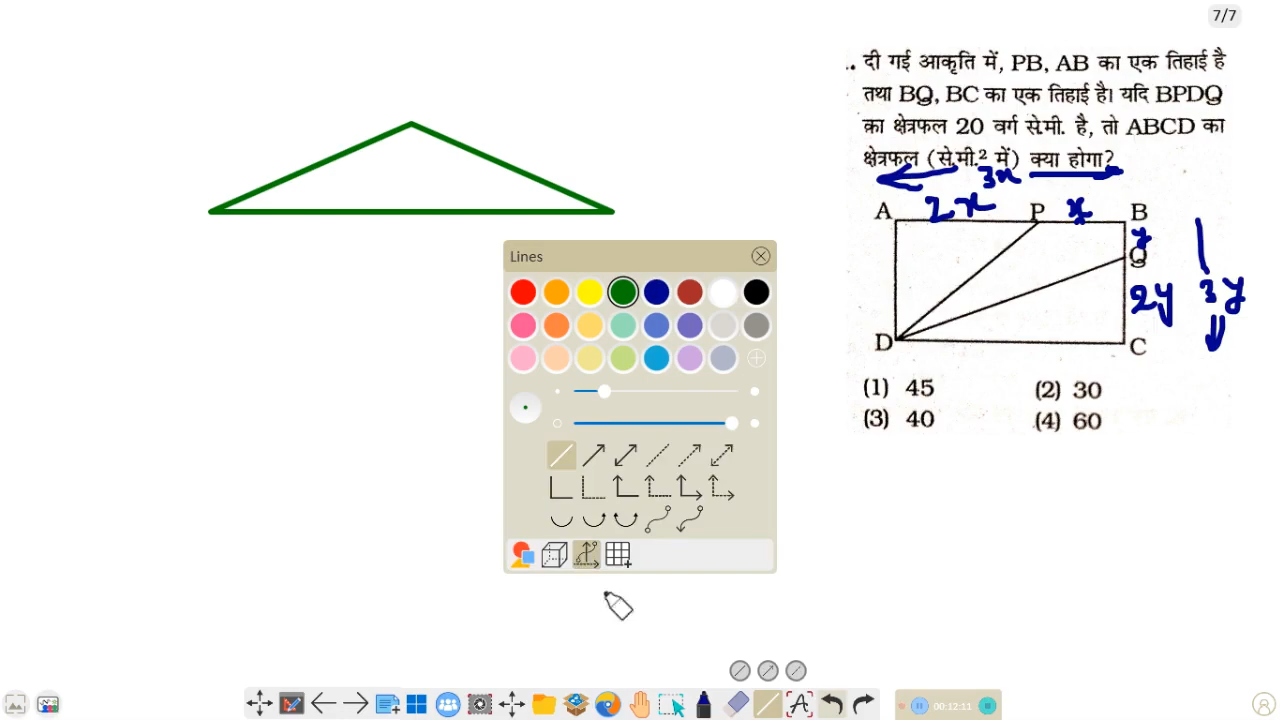 7/7
दी गई आकृति में, PB, AB का एक तिहाई है
तथा BQ, BC का एक तिहाई है। यदि BPDQ
का क्षेत्रफल 20 वर्ग से.मी. है, तो ABCD का
क्षेत्रफल (से.मी.² में) क्या होगा?
3x
2x x
A P B
y
Q
2y 3y
D C
(1) 45 (2) 30
(3) 40 (4) 60
Lines
00:12:11